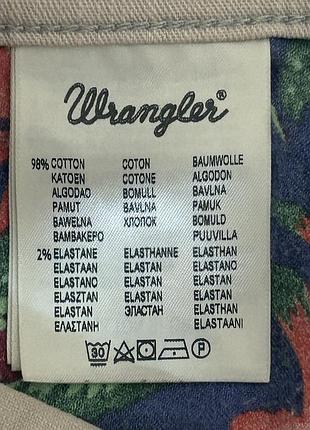 Wrangler®
98% COTTON COTON BAUMWOLLE
KATOEN COTONE ALGODON
ALGODAO BOMULL BAVLNA
PAMUT BAVLNA PAMUK
BAWEŁNA ХЛОПОК BOMULD
ΒΑΜΒΑΚΕΡΟ PUUVILLA
2% ELASTANE ELASTHANNE ELASTHAN
ELASTAAN ELASTAN ELASTANO
ELASTANO ELASTAN ELASTAN
ELASZTAN ELASTAN ELASTAN
ELASTAN ЭЛАСТАН ELASTAN
ΕΛΑΣΤΑΝΗ ELASTAANI
30 P